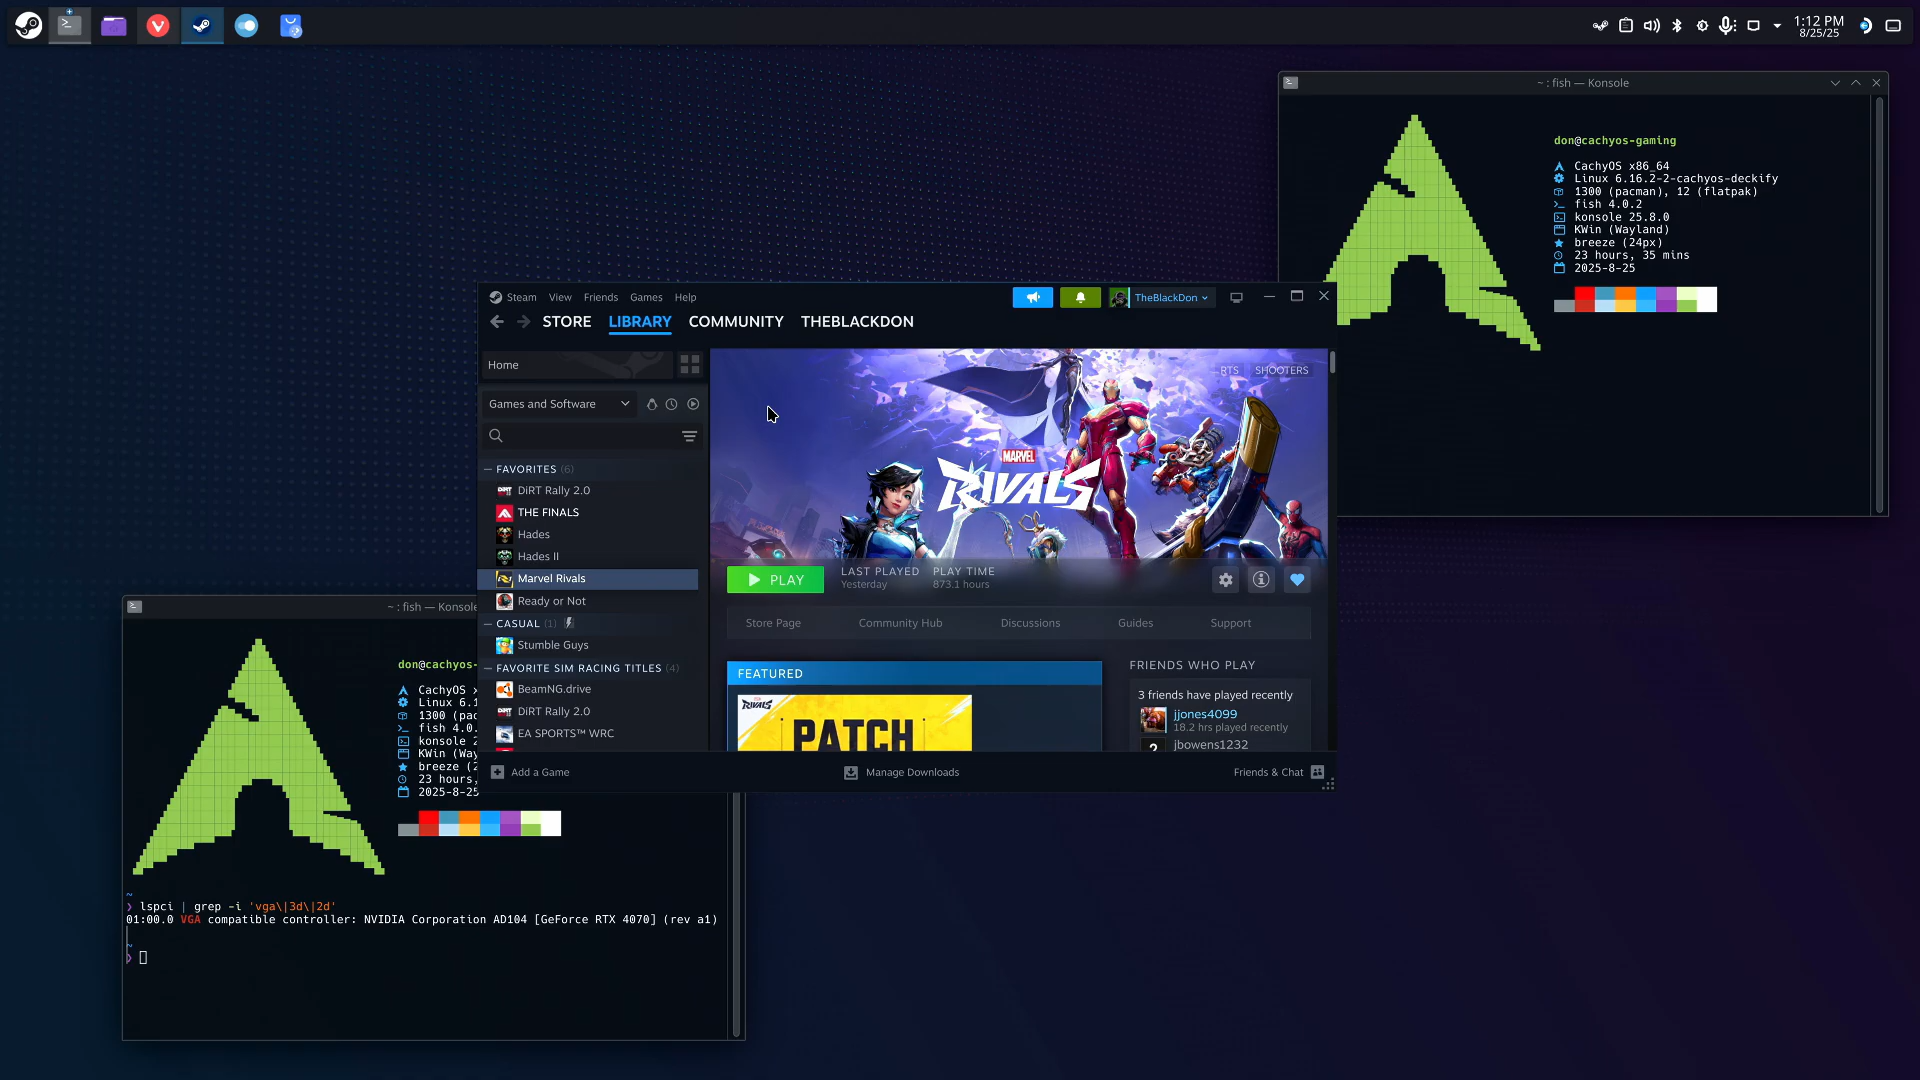 1:12 PM
8/25/25
~ : fish — Konsole
don@cachyos-gaming
CachyOS x86_64
Linux 6.16.2-2-cachyos-deckify
1300 (pacman), 12 (flatpak)
fish 4.0.2
konsole 25.8.0
KWin (Wayland)
breeze (24px)
23 hours, 35 mins
2025-8-25
Steam View Friends Games Help
TheBlackDon
STORE LIBRARY COMMUNITY THEBLACKDON
Home
Games and Software
FAVORITES (6)
DiRT Rally 2.0
THE FINALS
Hades
Hades II
Marvel Rivals
Ready or Not
CASUAL (1)
Stumble Guys
FAVORITE SIM RACING TITLES (4)
BeamNG.drive
DiRT Rally 2.0
EA SPORTS™ WRC
RTS SHOOTERS
MARVEL
RIVALS
PLAY
LAST PLAYED
Yesterday
PLAY TIME
873.1 hours
Store Page Community Hub Discussions Guides Support
FEATURED
RIVALS
PATCH
FRIENDS WHO PLAY
3 friends have played recently
jjones4099
18.2 hrs played recently
jbowens1232
Add a Game
Manage Downloads
Friends & Chat
~ : fish — Konsole
don@cachyos-
CachyOS x
Linux 6.1
1300 (pac
fish 4.0.
konsole 2
KWin (Way
breeze (2
23 hours,
2025-8-25
~
❯ lspci | grep -i 'vga\|3d\|2d'
01:00.0 VGA compatible controller: NVIDIA Corporation AD104 [GeForce RTX 4070] (rev a1)
~
❯